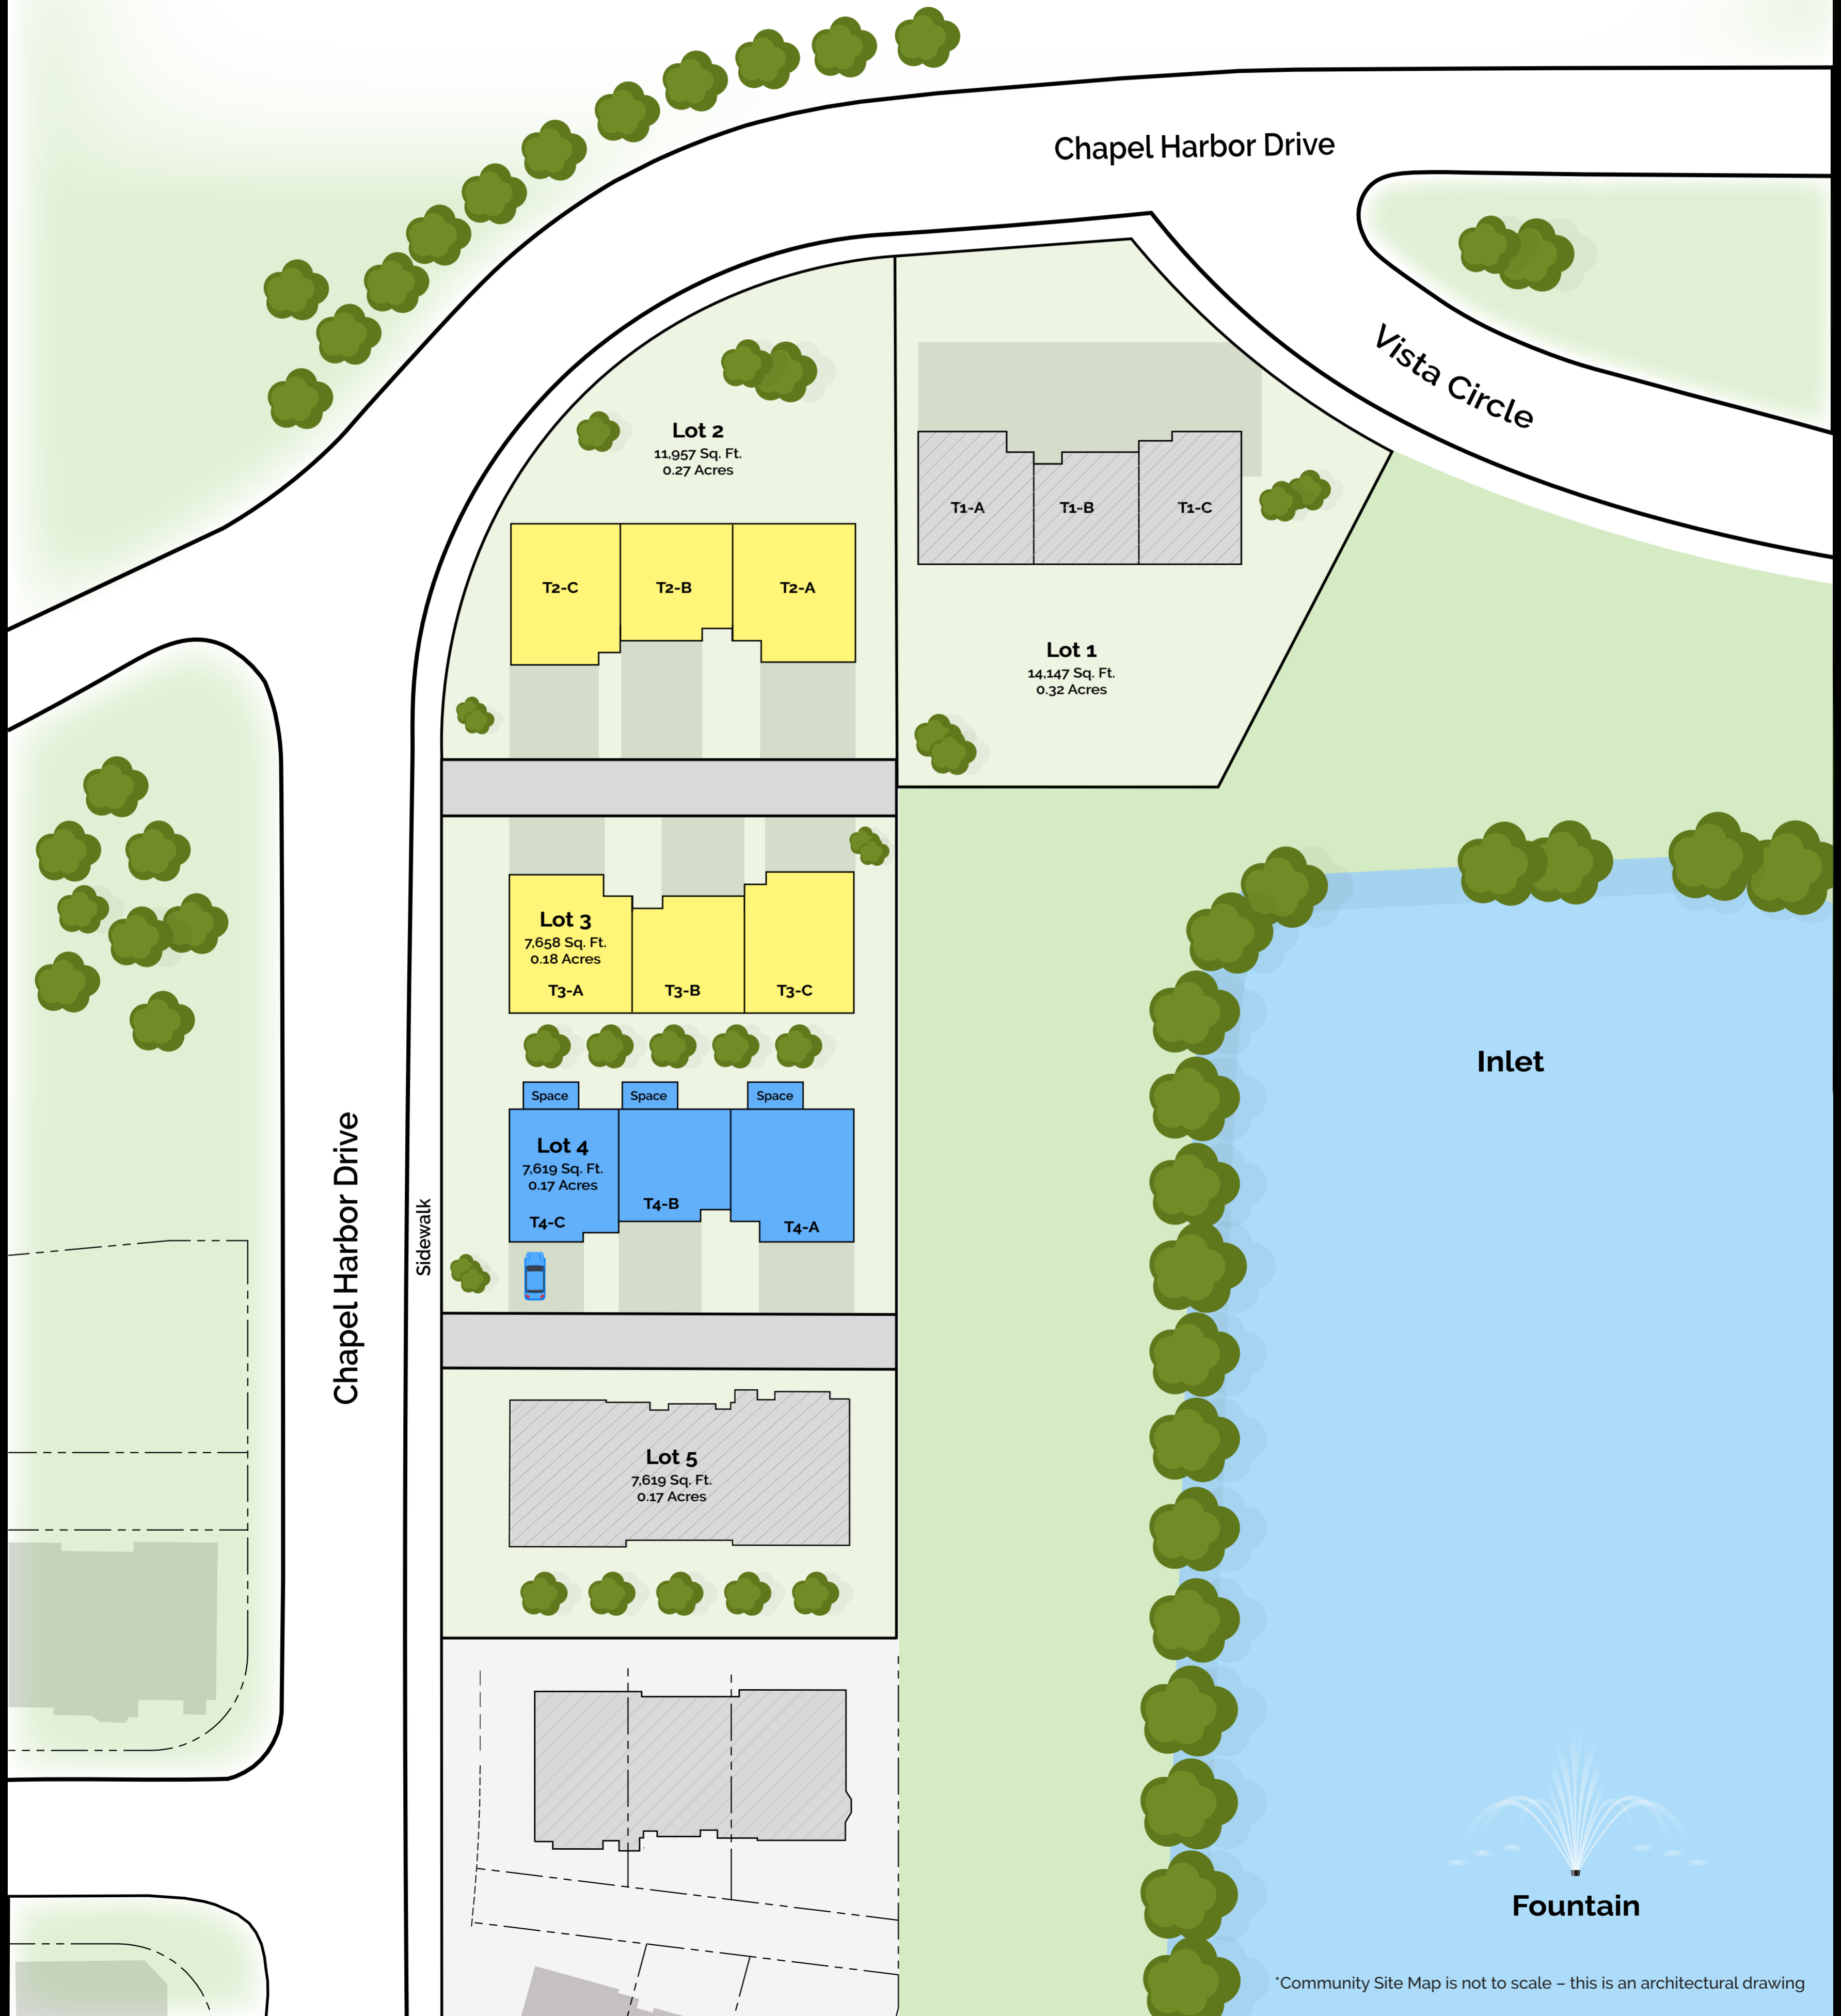 Chapel Harbor Drive
Vista Circle
Lot 2
11,957 Sq. Ft.
0.27 Acres
T1-A
T1-B
T1-C
T2-C
T2-B
T2-A
Lot 1
14,147 Sq. Ft.
0.32 Acres
Lot 3
7,658 Sq. Ft.
0.18 Acres
T3-A
T3-B
T3-C
Inlet
Space
Space
Space
Lot 4
7,619 Sq. Ft.
0.17 Acres
T4-C
T4-B
T4-A
Chapel Harbor Drive
Sidewalk
Lot 5
7,619 Sq. Ft.
0.17 Acres
Fountain
*Community Site Map is not to scale – this is an architectural drawing